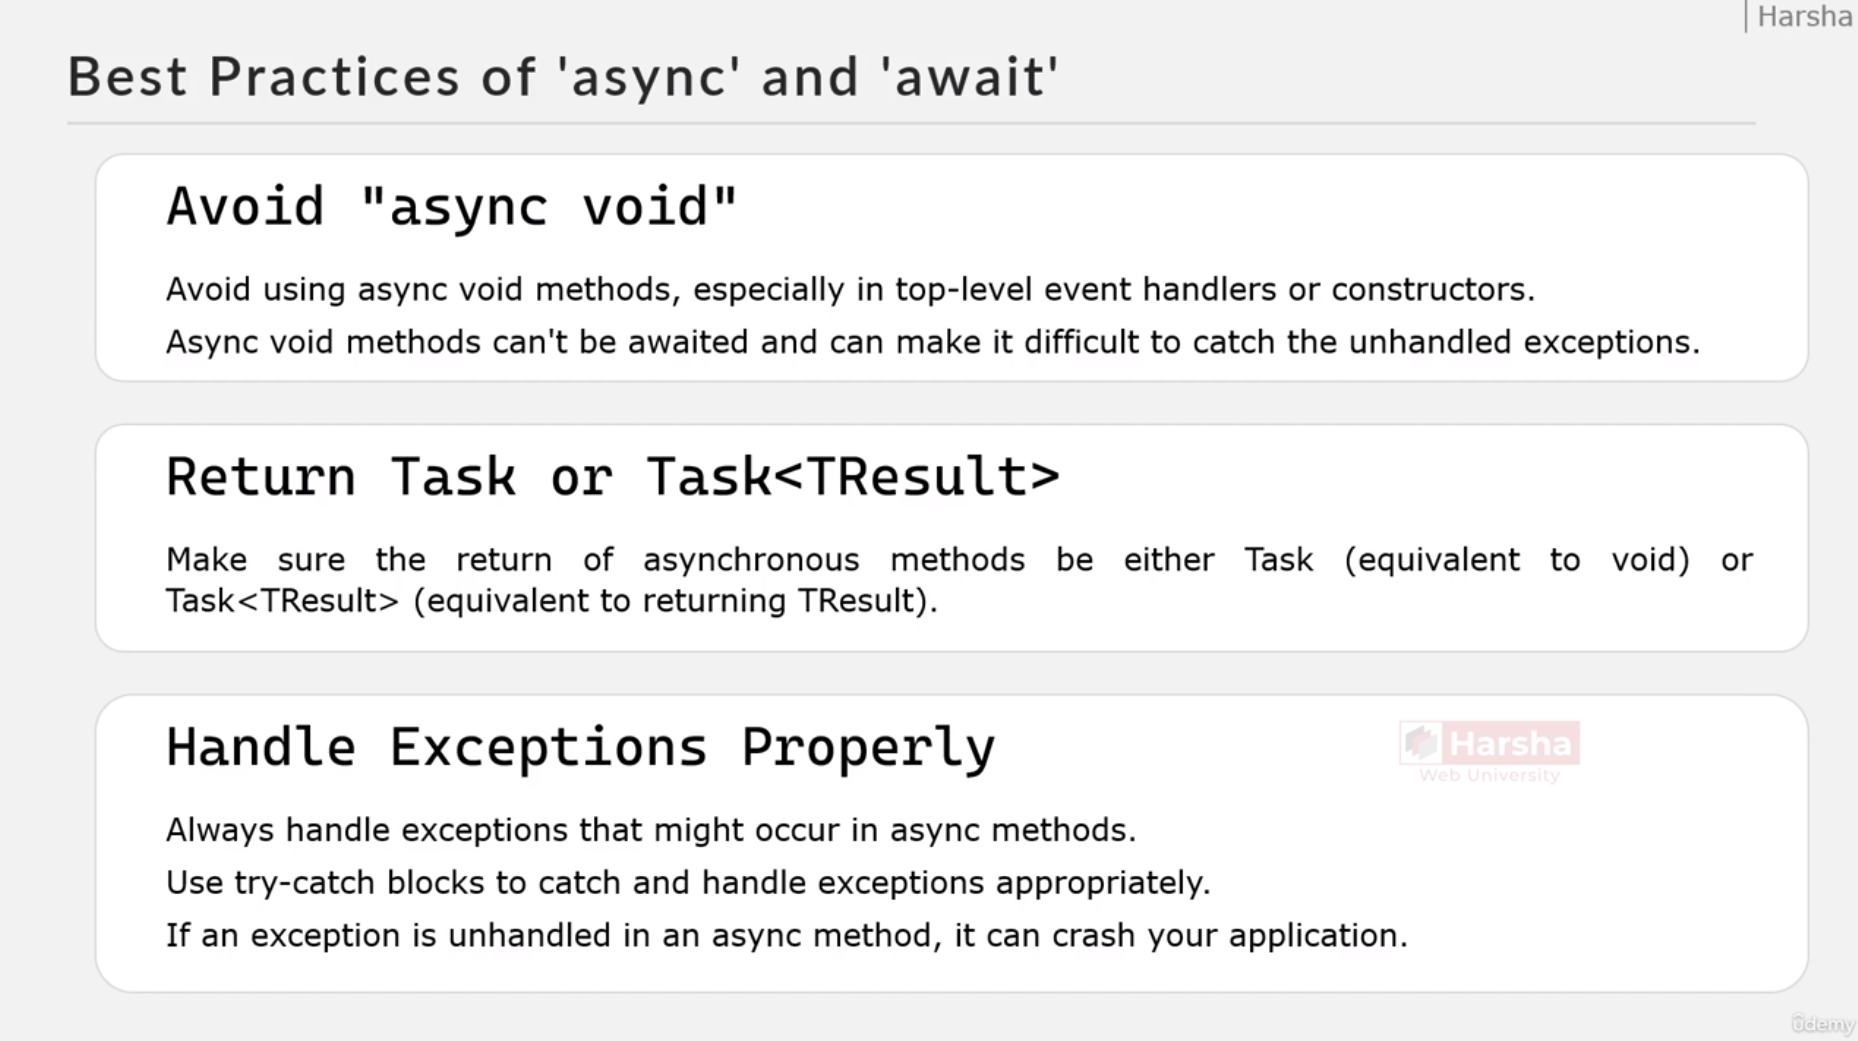 | Harsha
Best Practices of 'async' and 'await'
Avoid "async void"
Avoid using async void methods, especially in top-level event handlers or constructors.
Async void methods can't be awaited and can make it difficult to catch the unhandled exceptions.
Return Task or Task<TResult>
Make sure the return of asynchronous methods be either Task (equivalent to void) or
Task<TResult> (equivalent to returning TResult).
Handle Exceptions Properly
Harsha
Web University
Always handle exceptions that might occur in async methods.
Use try-catch blocks to catch and handle exceptions appropriately.
If an exception is unhandled in an async method, it can crash your application.
ûdemy